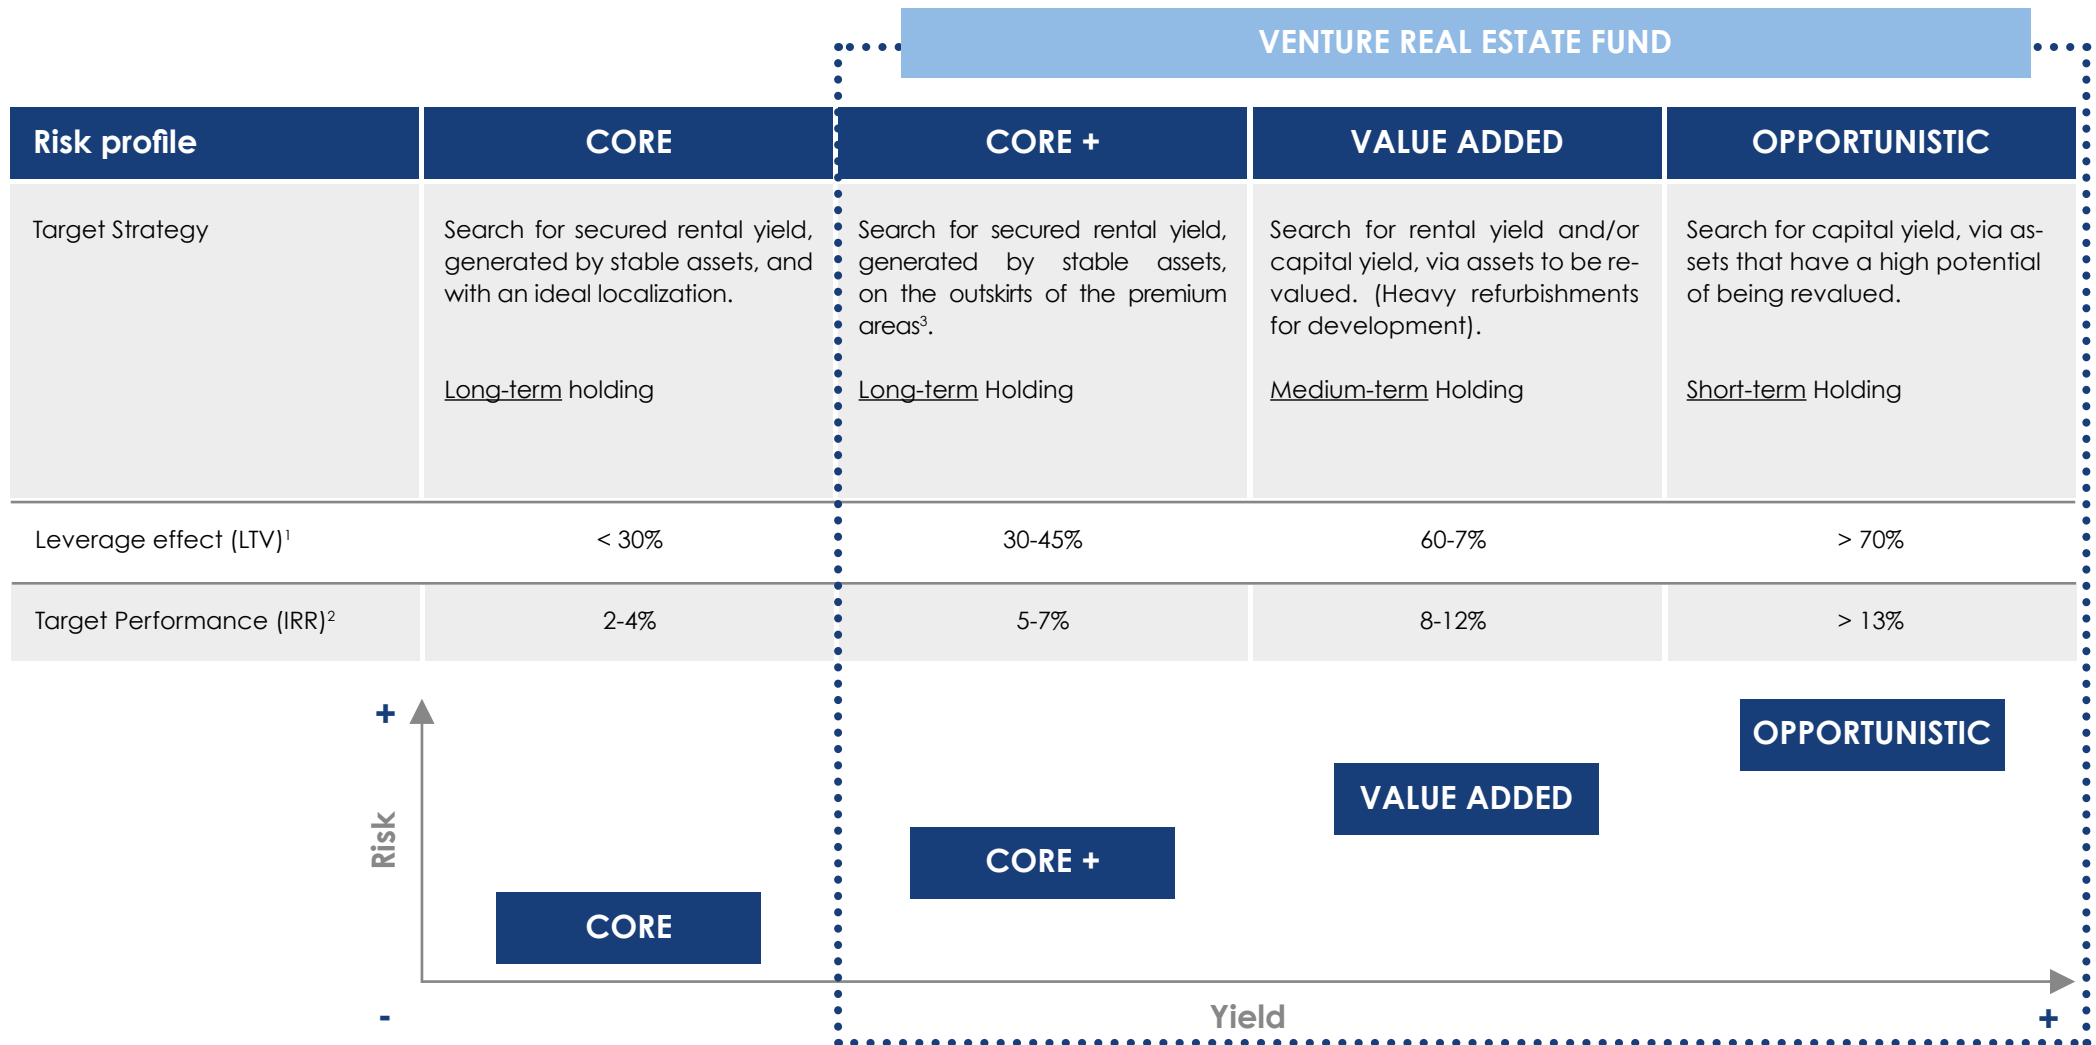 VENTURE REAL ESTATE FUND
Risk profile
CORE
CORE +
VALUE ADDED
OPPORTUNISTIC
Target Strategy
Search for secured rental yield,
generated by stable assets, and
with an ideal localization.
Long-term holding
Search for secured rental yield,
generated by stable assets,
on the outskirts of the premium
areas³.
Long-term Holding
Search for rental yield and/or
capital yield, via assets to be re-
valued. (Heavy refurbishments
for development).
Medium-term Holding
Search for capital yield, via as-
sets that have a high potential
of being revalued.
Short-term Holding
Leverage effect (LTV)¹
< 30%
30-45%
60-7%
> 70%
Target Performance (IRR)²
2-4%
5-7%
8-12%
> 13%
+
OPPORTUNISTIC
VALUE ADDED
Risk
CORE +
CORE
-
Yield
+